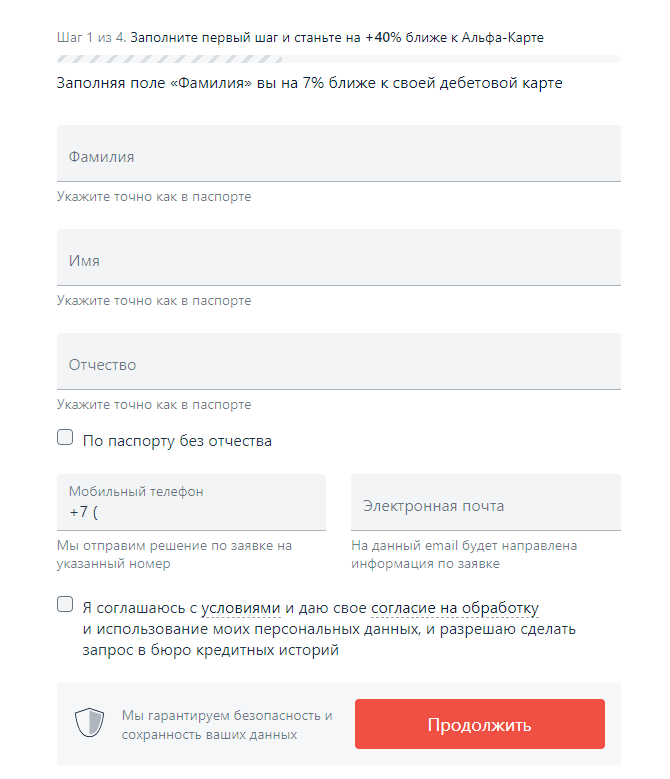 Шаг 1 из 4. Заполните первый шаг и станьте на +40% ближе к Альфа-Карте
Заполняя поле «Фамилия» вы на 7% ближе к своей дебетовой карте
Фамилия
Укажите точно как в паспорте
Имя
Укажите точно как в паспорте
Отчество
Укажите точно как в паспорте
По паспорту без отчества
Мобильный телефон
+7 (
Мы отправим решение по заявке на
указанный номер
Электронная почта
На данный email будет направлена
информация по заявке
Я соглашаюсь с условиями и даю свое согласие на обработку
и использование моих персональных данных, и разрешаю сделать
запрос в бюро кредитных историй
Мы гарантируем безопасность и
сохранность ваших данных
Продолжить